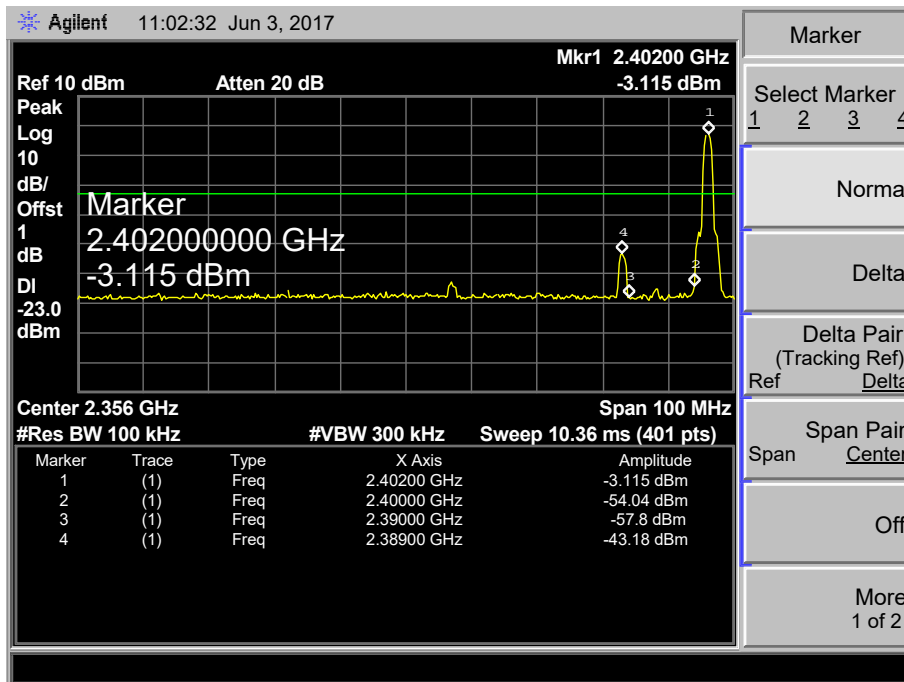 Agilent 11:02:32 Jun 3, 2017
Mkr1 2.40200 GHz
Ref 10 dBm Atten 20 dB -3.115 dBm
Peak
Log
10
dB/
Offst
1
dB
DI
-23.0
dBm
1
4
3
2
Marker
2.402000000 GHz
-3.115 dBm
Center 2.356 GHz Span 100 MHz
#Res BW 100 kHz #VBW 300 kHz Sweep 10.36 ms (401 pts)
Marker Trace Type X Axis Amplitude
1 (1) Freq 2.40200 GHz -3.115 dBm
2 (1) Freq 2.40000 GHz -54.04 dBm
3 (1) Freq 2.39000 GHz -57.8 dBm
4 (1) Freq 2.38900 GHz -43.18 dBm
Marker
Select Marker
1 2 3 4
Norma
Delta
Delta Pair
(Tracking Ref)
Ref Delta
Span Pair
Span Center
Off
More
1 of 2